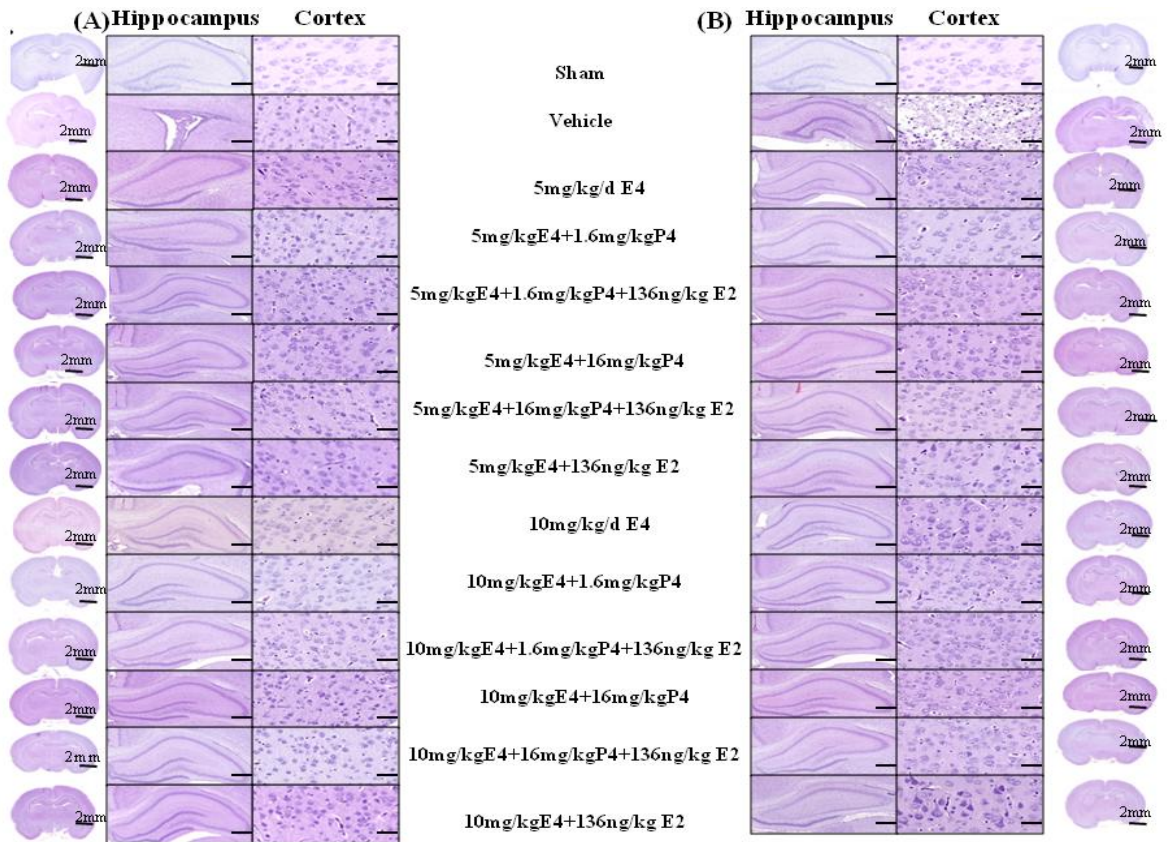 (A) Hippocampus Cortex (B) Hippocampus Cortex
2mm Sham 2mm
2mm Vehicle 2mm
2mm 5mg/kg/d E4 2mm
2mm 5mg/kgE4+1.6mg/kgP4 2mm
2mm 5mg/kgE4+1.6mg/kgP4+136ng/kg E2 2mm
2mm 5mg/kgE4+16mg/kgP4 2mm
2mm 5mg/kgE4+16mg/kgP4+136ng/kg E2 2mm
2mm 5mg/kgE4+136ng/kg E2 2mm
2mm 10mg/kg/d E4 2mm
2mm 10mg/kgE4+1.6mg/kgP4 2mm
2mm 10mg/kgE4+1.6mg/kgP4+136ng/kg E2 2mm
2mm 10mg/kgE4+16mg/kgP4 2mm
2mm 10mg/kgE4+16mg/kgP4+136ng/kg E2 2mm
2mm 10mg/kgE4+136ng/kg E2 2mm